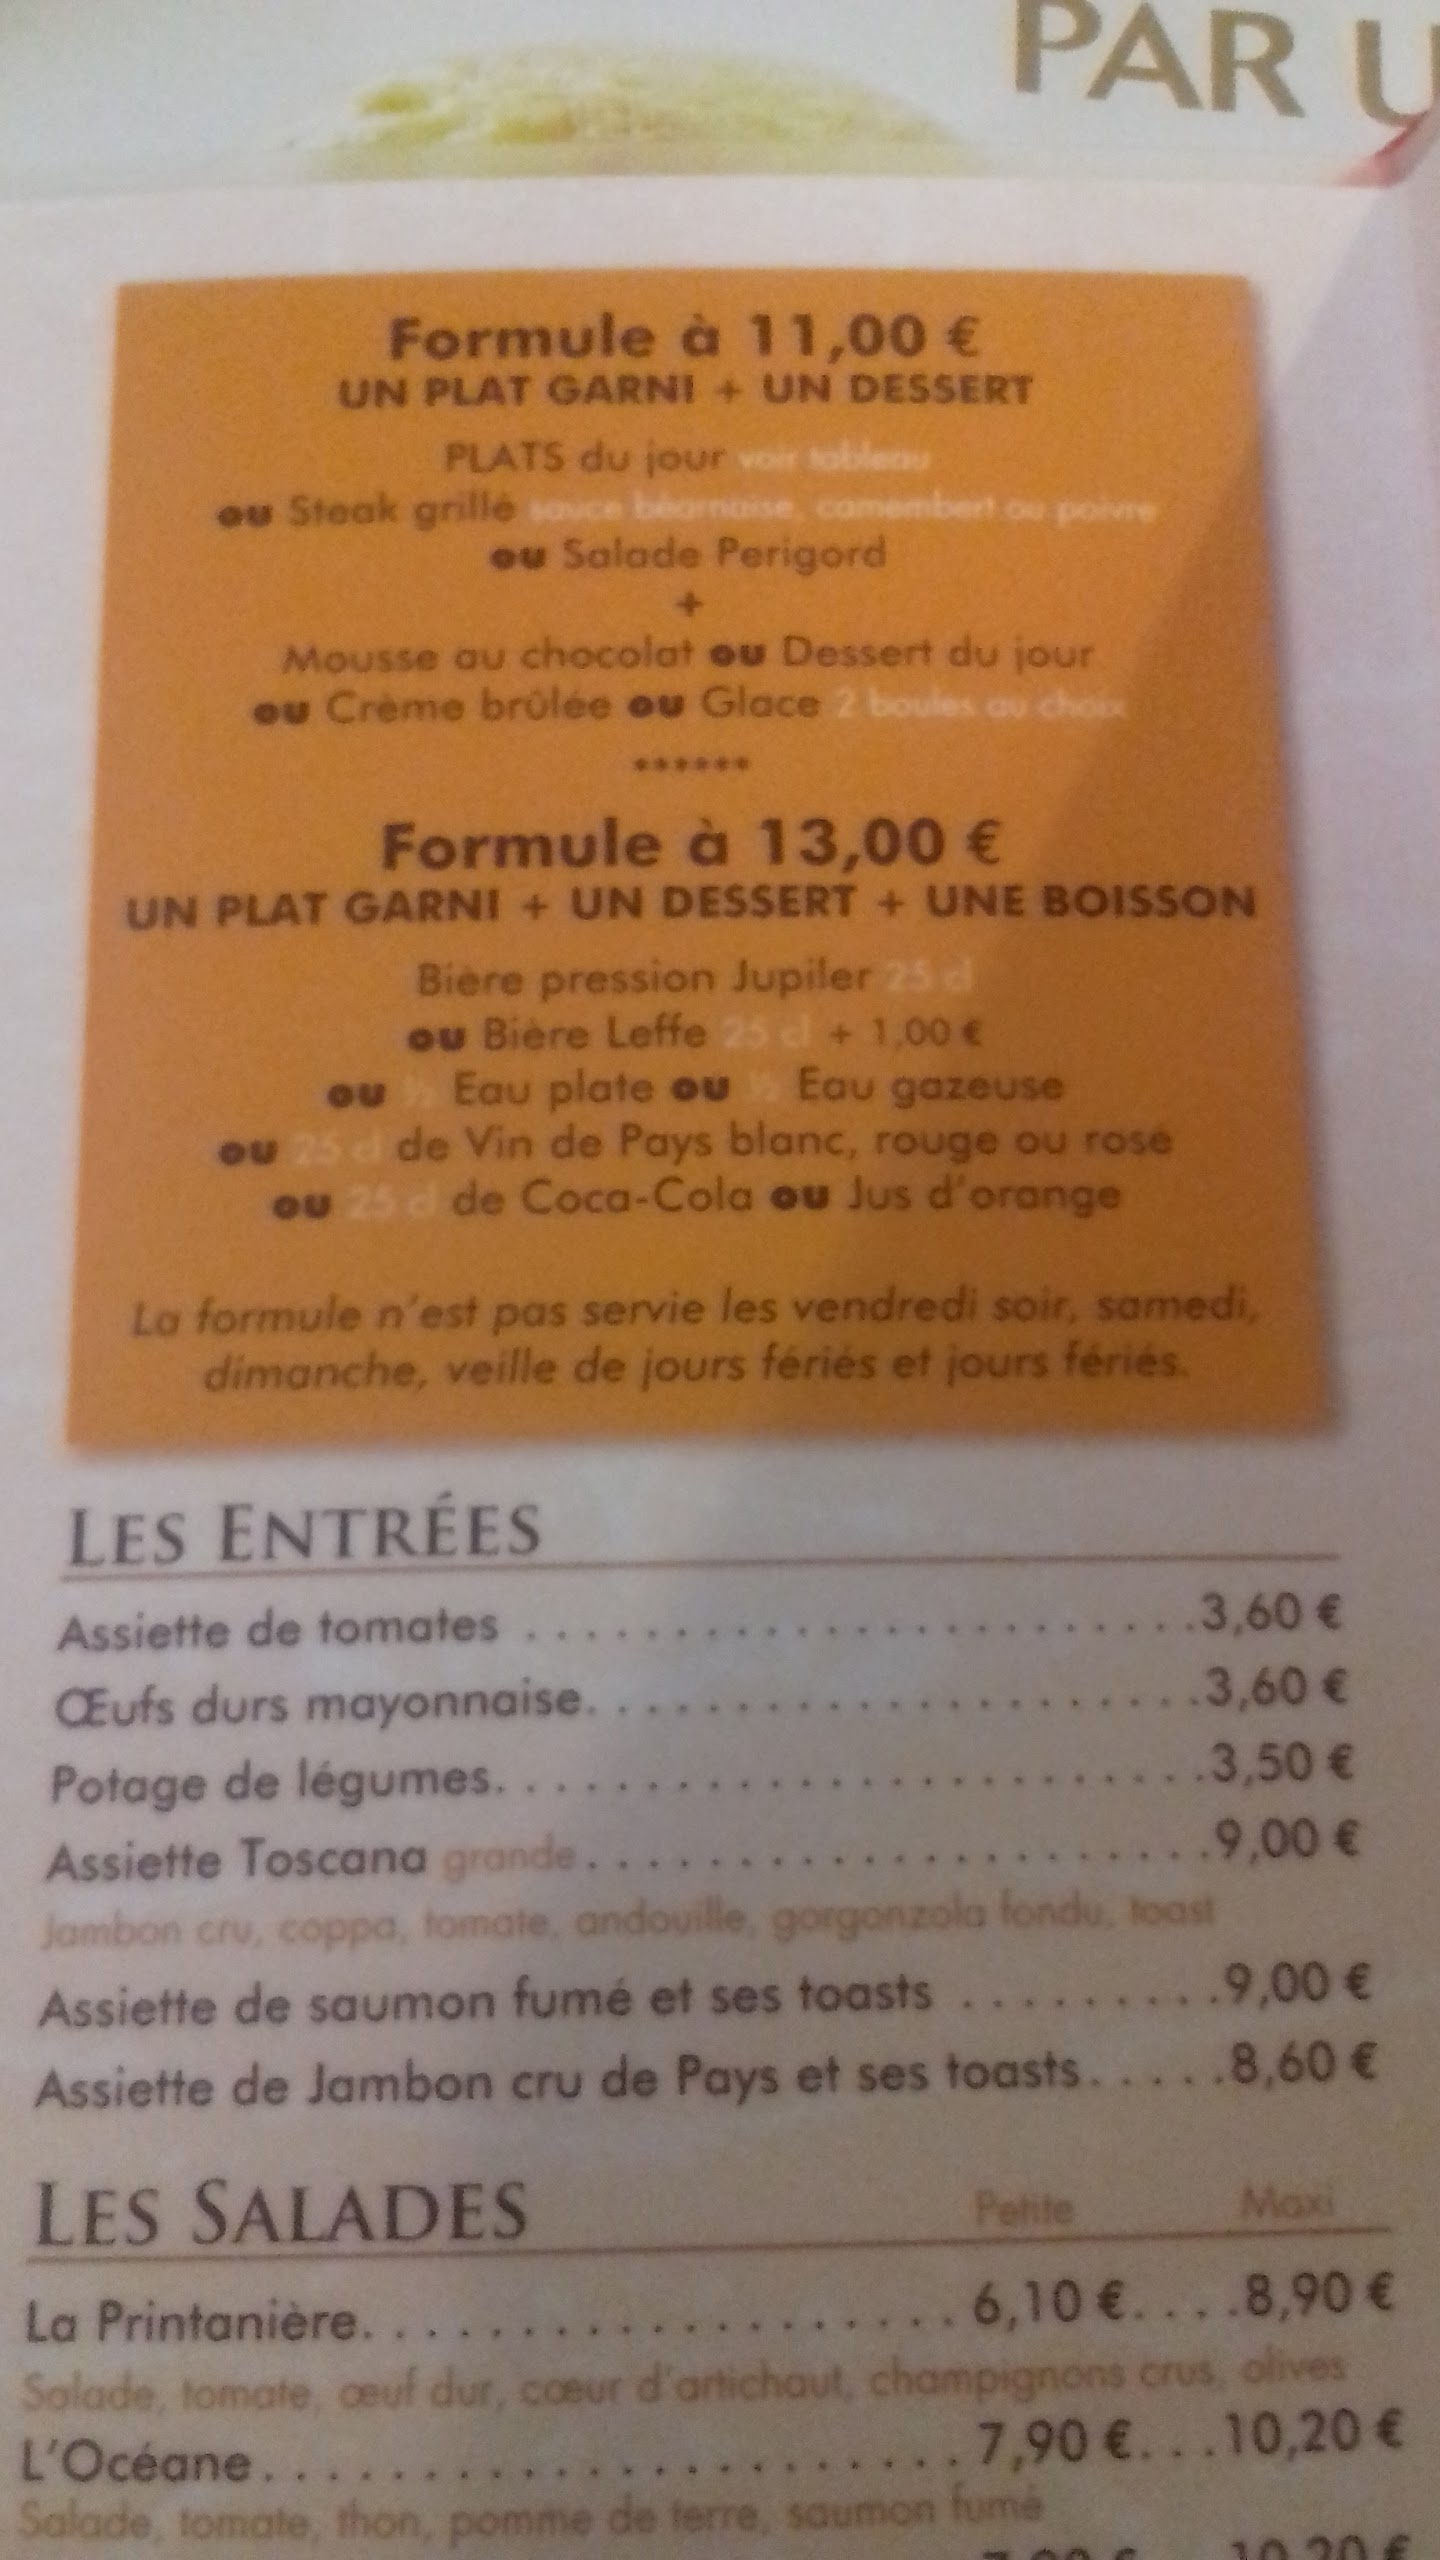 PAR U
Formule à 11,00 €
UN PLAT GARNI + UN DESSERT
PLATS du jour voir tableau
ou Steak grillé sauce béarnaise, camembert ou poivre
ou Salade Perigord
+
Mousse au chocolat ou Dessert du jour
ou Crème brûlée ou Glace 2 boules au choix
••••••
Formule à 13,00 €
UN PLAT GARNI + UN DESSERT + UNE BOISSON
Bière pression Jupiler 25 cl
ou Bière Leffe 25 cl + 1,00 €
ou ½ Eau plate ou ½ Eau gazeuse
ou 25 cl de Vin de Pays blanc, rouge ou rose
ou 25 cl de Coca-Cola ou Jus d'orange
La formule n'est pas servie les vendredi soir, samedi,
dimanche, veille de jours fériés et jours fériés.
LES ENTRÉES
Assiette de tomates . . . . . . . . . . . . . . . . . . . . . . . . .3,60 €
Œufs durs mayonnaise. . . . . . . . . . . . . . . . . . . . . . .3,60 €
Potage de légumes. . . . . . . . . . . . . . . . . . . . . . . . . .3,50 €
Assiette Toscana grande. . . . . . . . . . . . . . . . . . . . . . .9,00 €
Jambon cru, coppa, tomate, andouille, gorgonzola fondu, toast
Assiette de saumon fumé et ses toasts . . . . . . . . . .9,00 €
Assiette de Jambon cru de Pays et ses toasts. . . . . .8,60 €
LES SALADES Petite Maxi
La Printanière. . . . . . . . . . . . . . . . . . . 6,10 €. . . .8,90 €
Salade, tomate, œuf dur, cœur d'artichaut, champignons crus, olives
L'Océane. . . . . . . . . . . . . . . . . . . . . . 7,90 €. . .10,20 €
Salade, tomate, thon, pomme de terre, saumon fumé
7,90 € 10,20 €